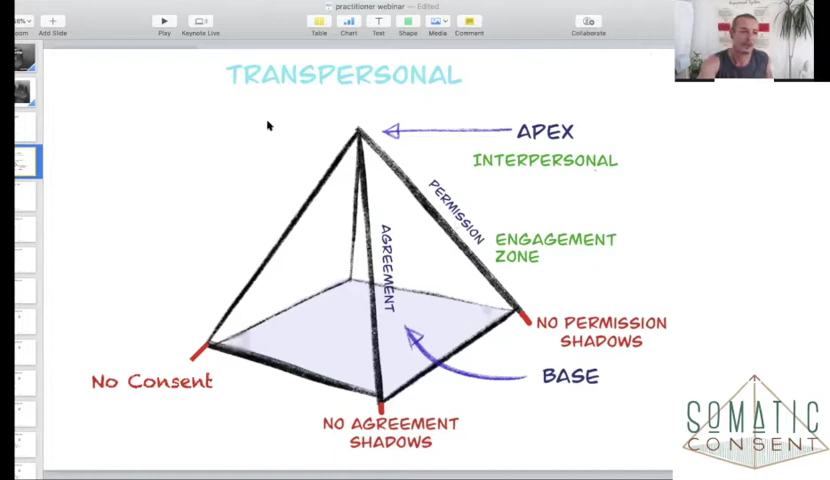 practitioner webinar — Edited
Add Slide
Play
Keynote Live
Table
Chart
Text
Shape
Media
Comment
Collaborate
TRANSPERSONAL
APEX
INTERPERSONAL
PERMISSION
AGREEMENT
ENGAGEMENT
ZONE
NO PERMISSION
SHADOWS
BASE
No Consent
NO AGREEMENT
SHADOWS
SOMATIC
CONSENT